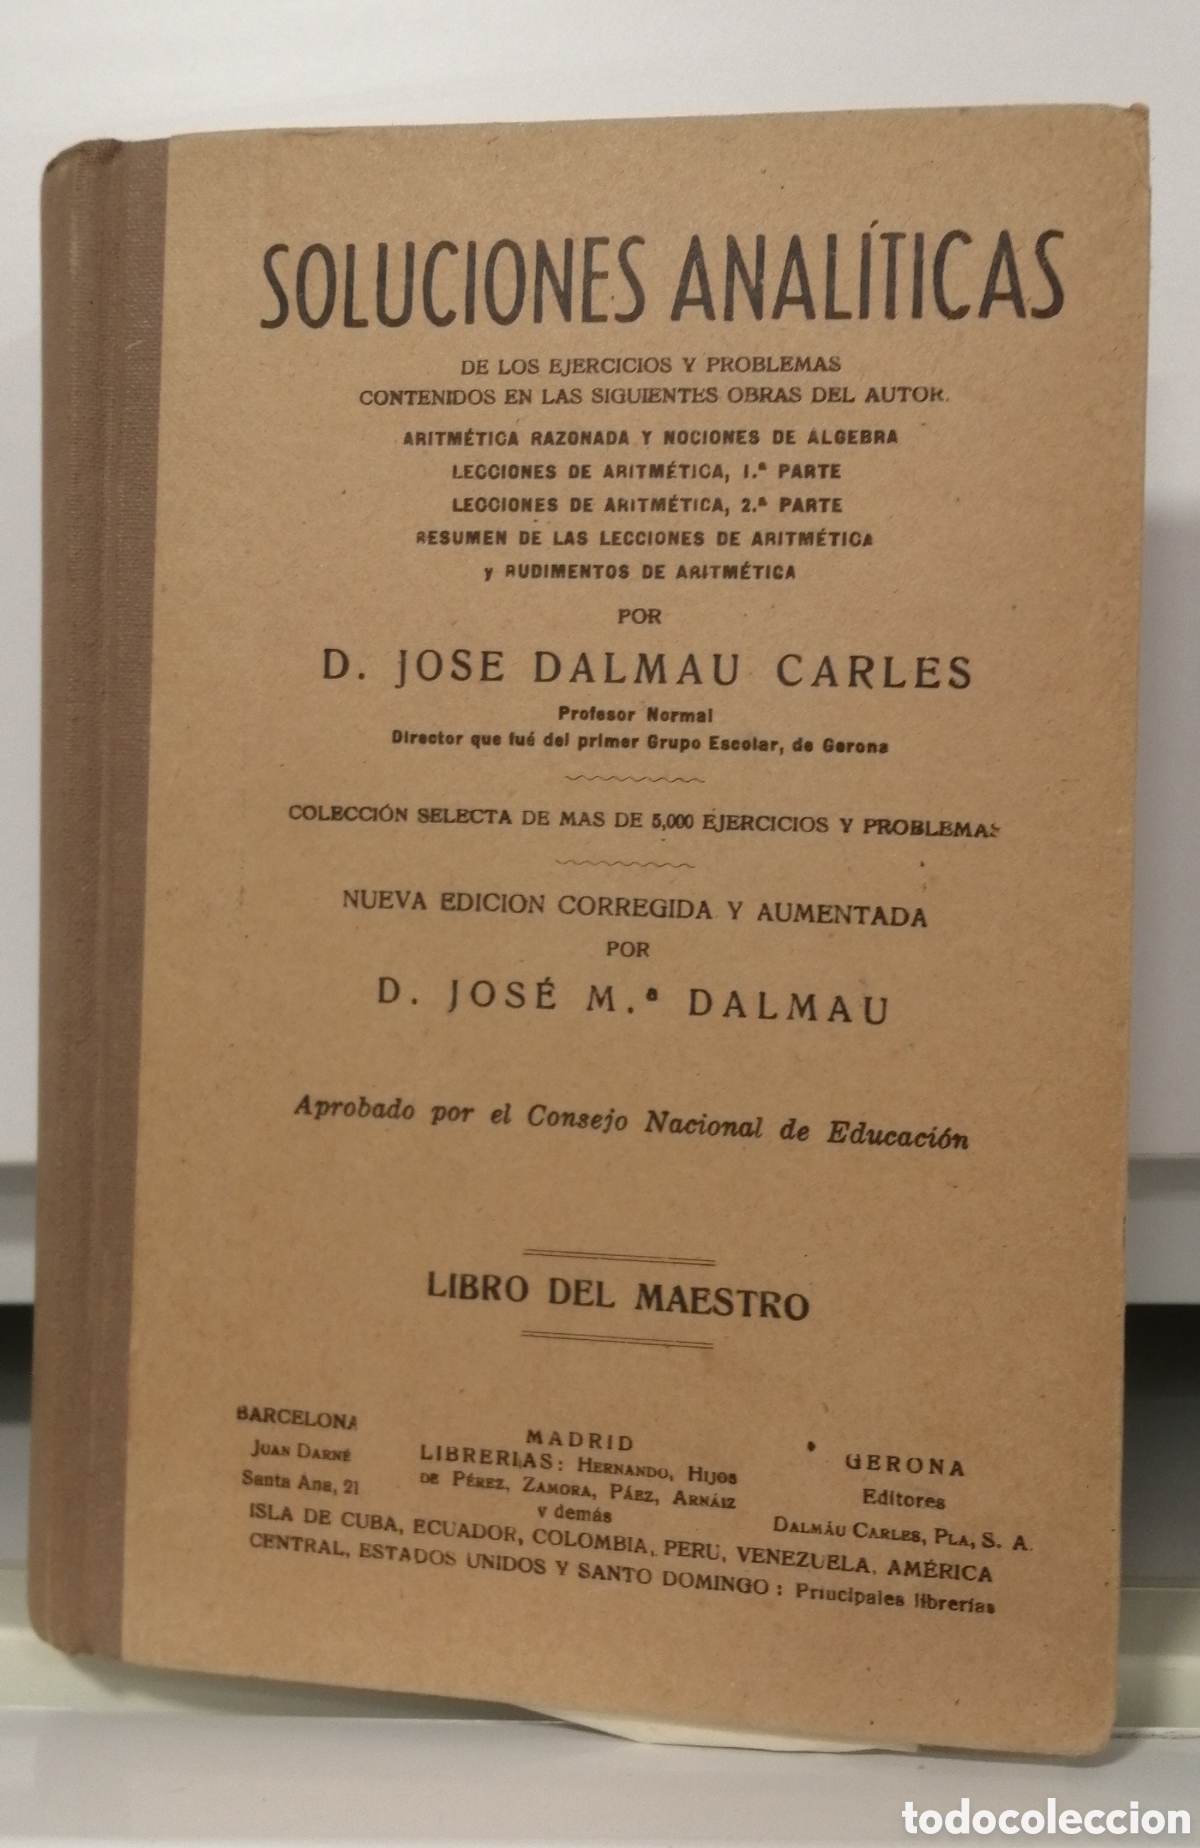 SOLUCIONES ANALÍTICAS
DE LOS EJERCICIOS Y PROBLEMAS
CONTENIDOS EN LAS SIGUIENTES OBRAS DEL AUTOR.
ARITMÉTICA RAZONADA Y NOCIONES DE ALGEBRA
LECCIONES DE ARITMÉTICA, 1.ª PARTE
LECCIONES DE ARITMÉTICA, 2.ª PARTE
RESUMEN DE LAS LECCIONES DE ARITMÉTICA
y RUDIMENTOS DE ARITMÉTICA
POR
D. JOSE DALMAU CARLES
Profesor Normal
Director que fué del primer Grupo Escolar, de Gerona
COLECCIÓN SELECTA DE MAS DE 5,000 EJERCICIOS Y PROBLEMAS
NUEVA EDICION CORREGIDA Y AUMENTADA
POR
D. JOSÉ M.ª DALMAU
Aprobado por el Consejo Nacional de Educación
LIBRO DEL MAESTRO
BARCELONA
JUAN DARNÉ
Santa Ana, 21
MADRID
LIBRERIAS: HERNANDO, HIJOS
DE PÉREZ, ZAMORA, PÁEZ, ARNÁIZ
y demás
GERONA
Editores
DALMÁU CARLES, PLA, S. A.
ISLA DE CUBA, ECUADOR, COLOMBIA, PERU, VENEZUELA, AMÉRICA
CENTRAL, ESTADOS UNIDOS Y SANTO DOMINGO: Principales librerías
todocoleccion